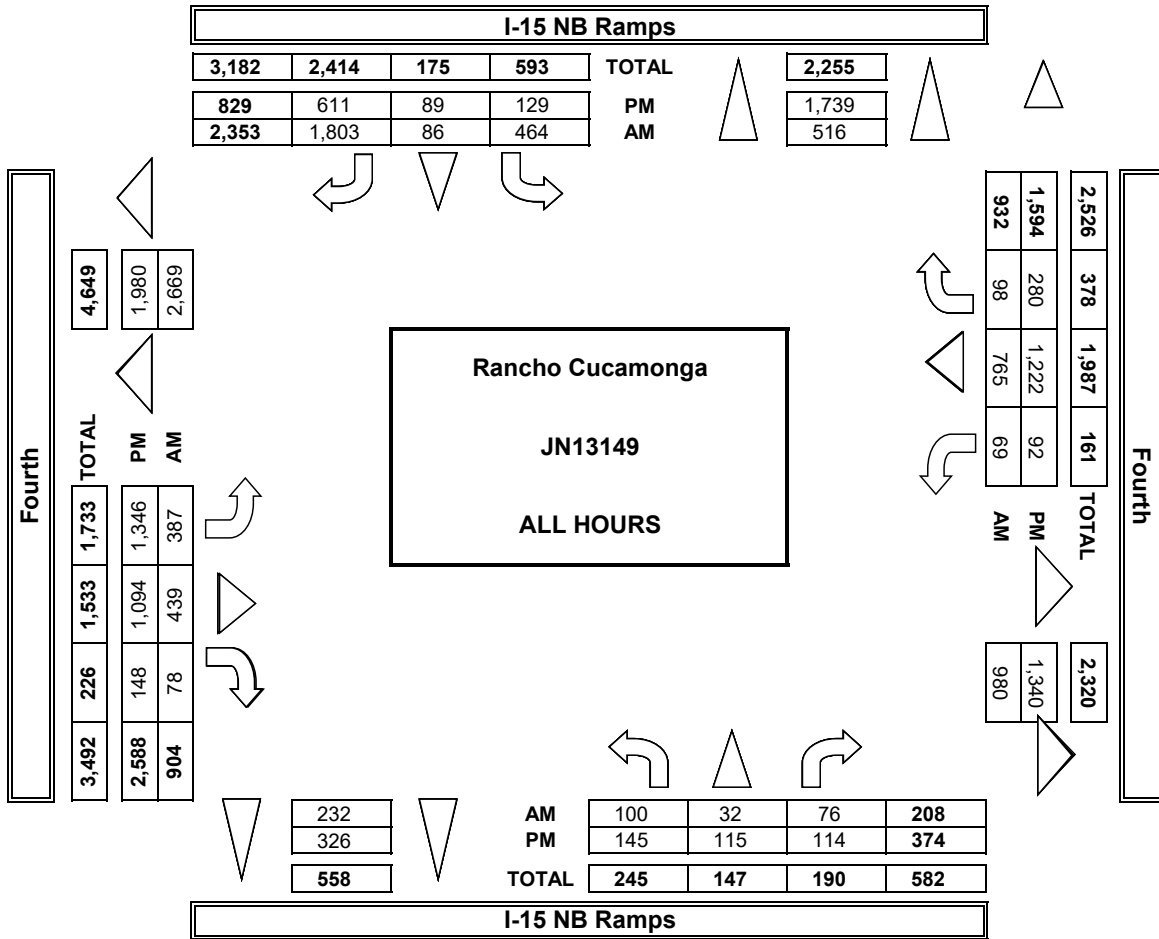 I-15 NB Ramps
3,182 2,414 175 593 TOTAL 2,255
829 611 89 129 PM 1,739
2,353 1,803 86 464 AM 516
Fourth
4,649
1,980
2,669
TOTAL PM AM
1,733 1,346 387
1,533 1,094 439
226 148 78
3,492 2,588 904
Rancho Cucamonga
JN13149
ALL HOURS
932 1,594 2,526
98 280 378
765 1,222 1,987
69 92 161
AM PM TOTAL
980 1,340 2,320
Fourth
232 AM 100 32 76 208
326 PM 145 115 114 374
558 TOTAL 245 147 190 582
I-15 NB Ramps